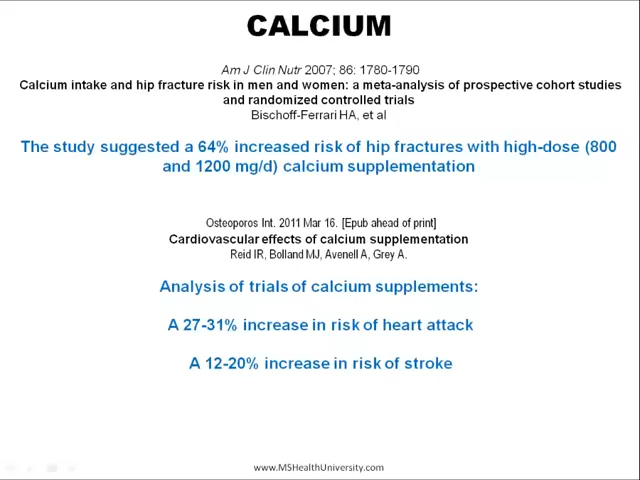 CALCIUM
Am J Clin Nutr 2007; 86: 1780-1790
Calcium intake and hip fracture risk in men and women: a meta-analysis of prospective cohort studies
and randomized controlled trials
Bischoff-Ferrari HA, et al
The study suggested a 64% increased risk of hip fractures with high-dose (800
and 1200 mg/d) calcium supplementation
Osteoporos Int. 2011 Mar 16. [Epub ahead of print]
Cardiovascular effects of calcium supplementation
Reid IR, Bolland MJ, Avenell A, Grey A.
Analysis of trials of calcium supplements:
A 27-31% increase in risk of heart attack
A 12-20% increase in risk of stroke
www.MSHealthUniversity.com